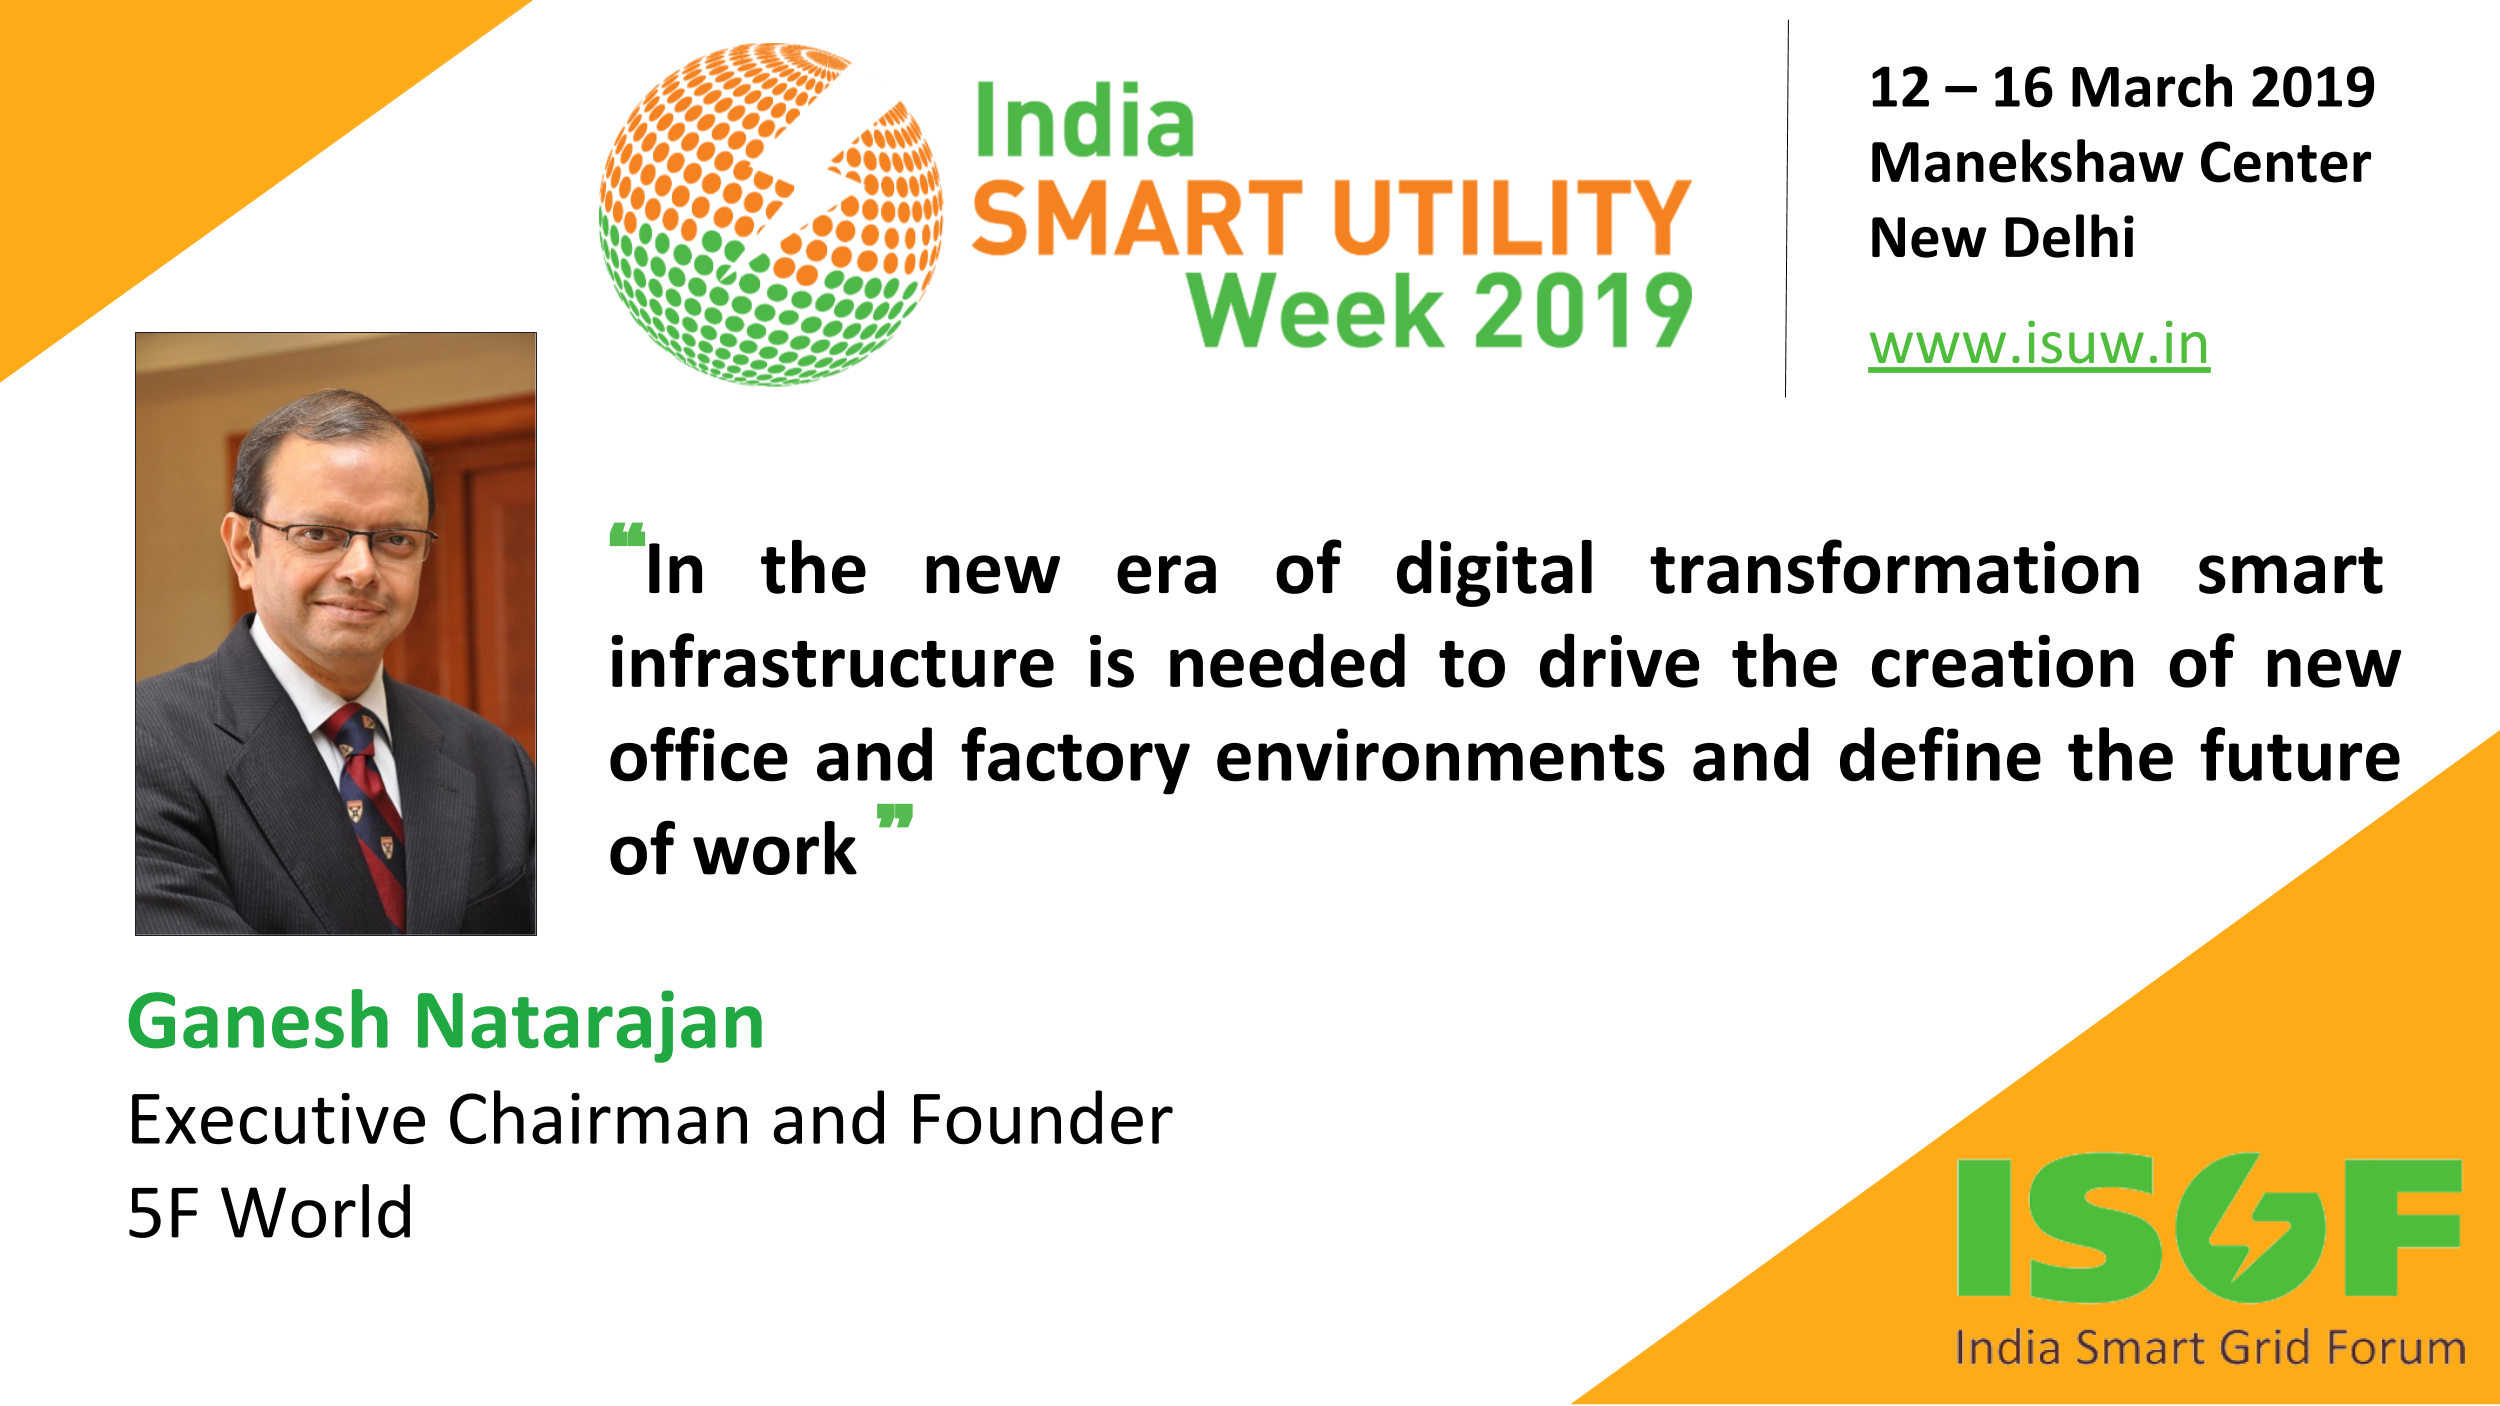 India
SMART UTILITY
Week 2019
12 – 16 March 2019
Manekshaw Center
New Delhi
www.isuw.in
❝In the new era of digital transformation smart
infrastructure is needed to drive the creation of new
office and factory environments and define the future
of work ❞
Ganesh Natarajan
Executive Chairman and Founder
5F World
ISGF
India Smart Grid Forum